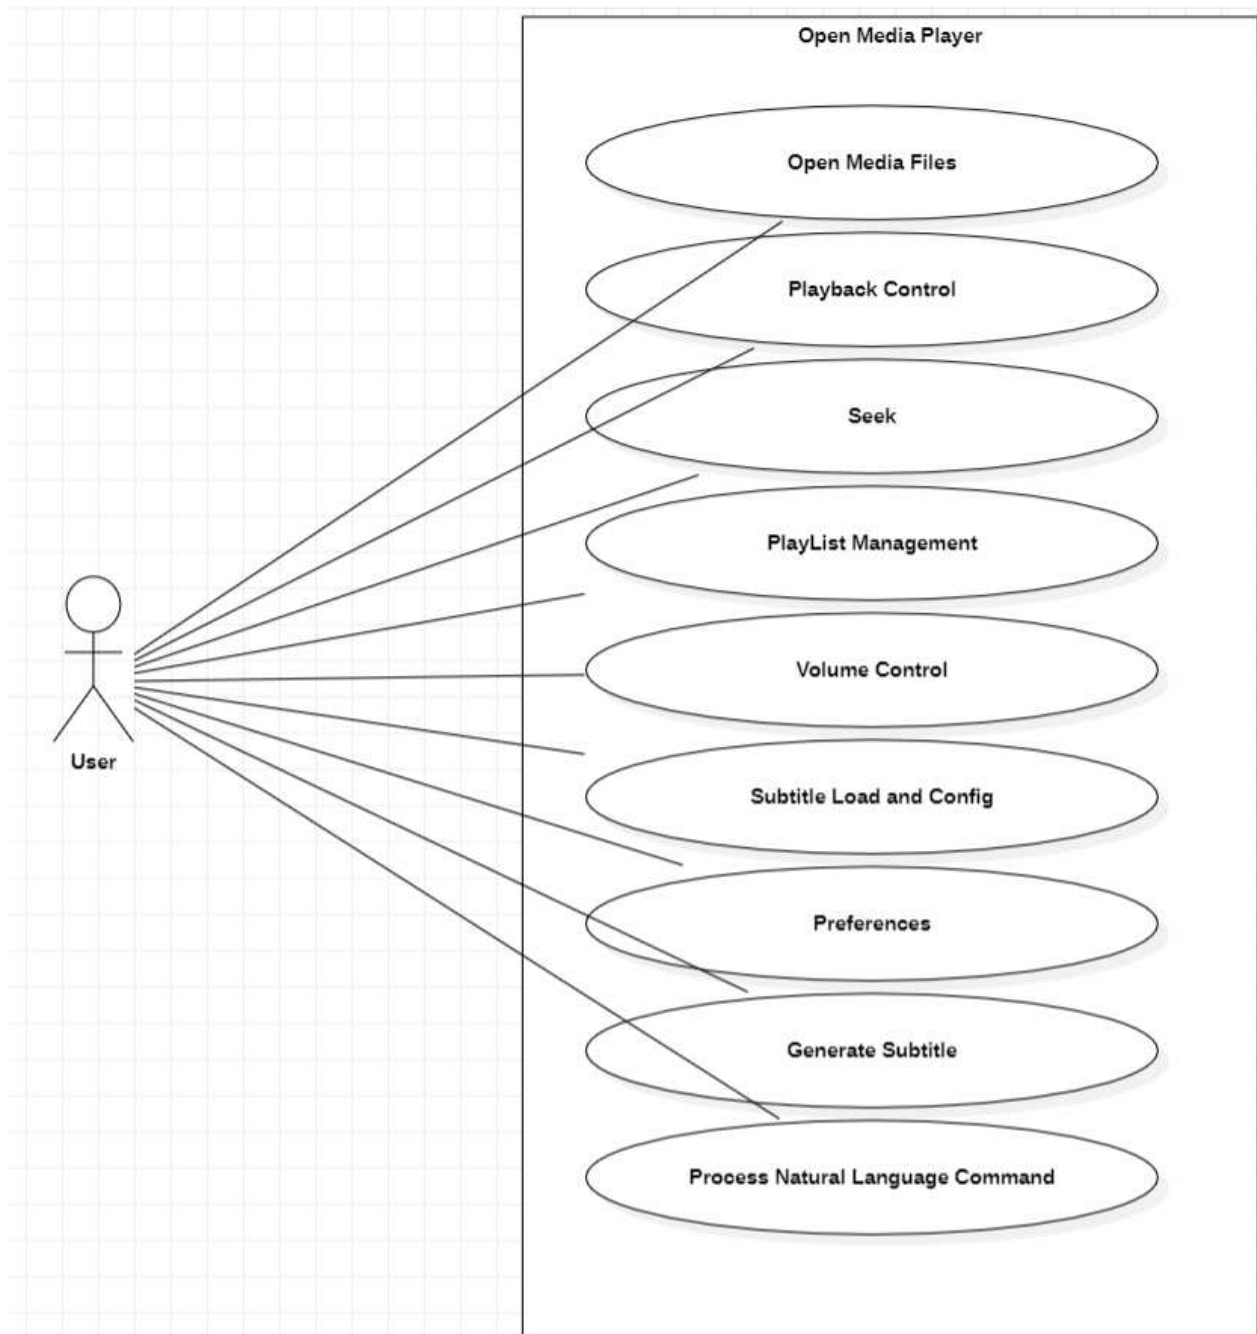 Open Media Player
Open Media Files
Playback Control
Seek
PlayList Management
User
Volume Control
Subtitle Load and Config
Preferences
Generate Subtitle
Process Natural Language Command